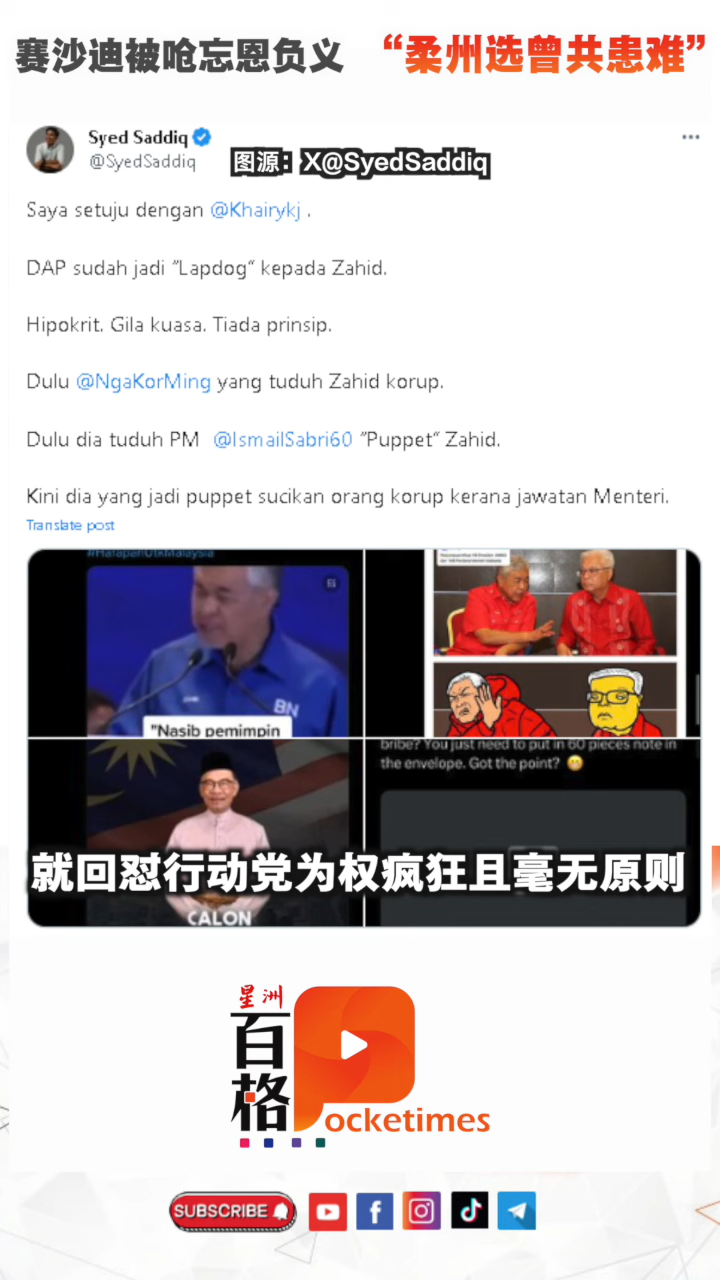 赛沙迪被呛忘恩负义 “柔州选曾共患难”
Syed Saddiq
@SyedSaddiq
图源：X@SyedSaddiq
Saya setuju dengan @Khairykj .
DAP sudah jadi "Lapdog" kepada Zahid.
Hipokrit. Gila kuasa. Tiada prinsip.
Dulu @NgaKorMing yang tuduh Zahid korup.
Dulu dia tuduh PM @IsmailSabri60 "Puppet" Zahid.
Kini dia yang jadi puppet sucikan orang korup kerana jawatan Menteri.
Translate post
#HarapanUtkMalaysia
BN
"Nasib pemimpin
bribe? You just need to put in 60 pieces note in
the envelope. Got the point? 😁
就回怼行动党为权疯狂且毫无原则
CALON
星洲
百格
Pocketimes
SUBSCRIBE